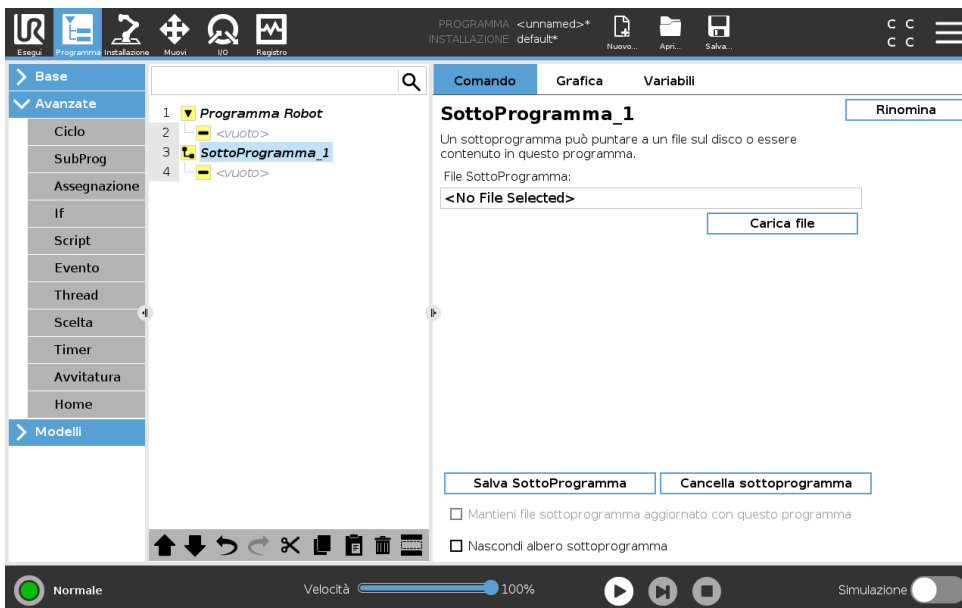 UR
Esegui
Programma
Installazione
Muovi
I/O
Registro
PROGRAMMA <unnamed>*
INSTALLAZIONE default*
Nuovo...
Apri...
Salva...
C C
C C
Base
Avanzate
Ciclo
SubProg
Assegnazione
If
Script
Evento
Thread
Scelta
Timer
Avvitatura
Home
Modelli
1 Programma Robot
2 <vuoto>
3 SottoProgramma_1
4 <vuoto>
Comando Grafica Variabili
SottoProgramma_1
Rinomina
Un sottoprogramma può puntare a un file sul disco o essere
contenuto in questo programma.
File SottoProgramma:
<No File Selected>
Carica file
Salva SottoProgramma
Cancella sottoprogramma
Mantieni file sottoprogramma aggiornato con questo programma
Nascondi albero sottoprogramma
Normale
Velocità
100%
Simulazione